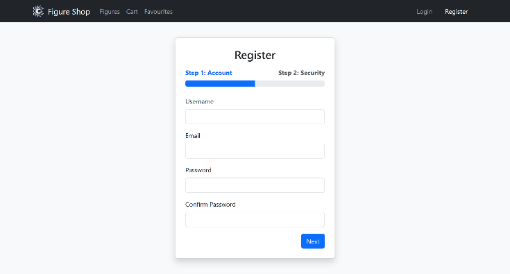 Figure Shop Figures Cart Favourites Login Register
Register
Step 1: Account Step 2: Security
Username
Email
Password
Confirm Password
Next